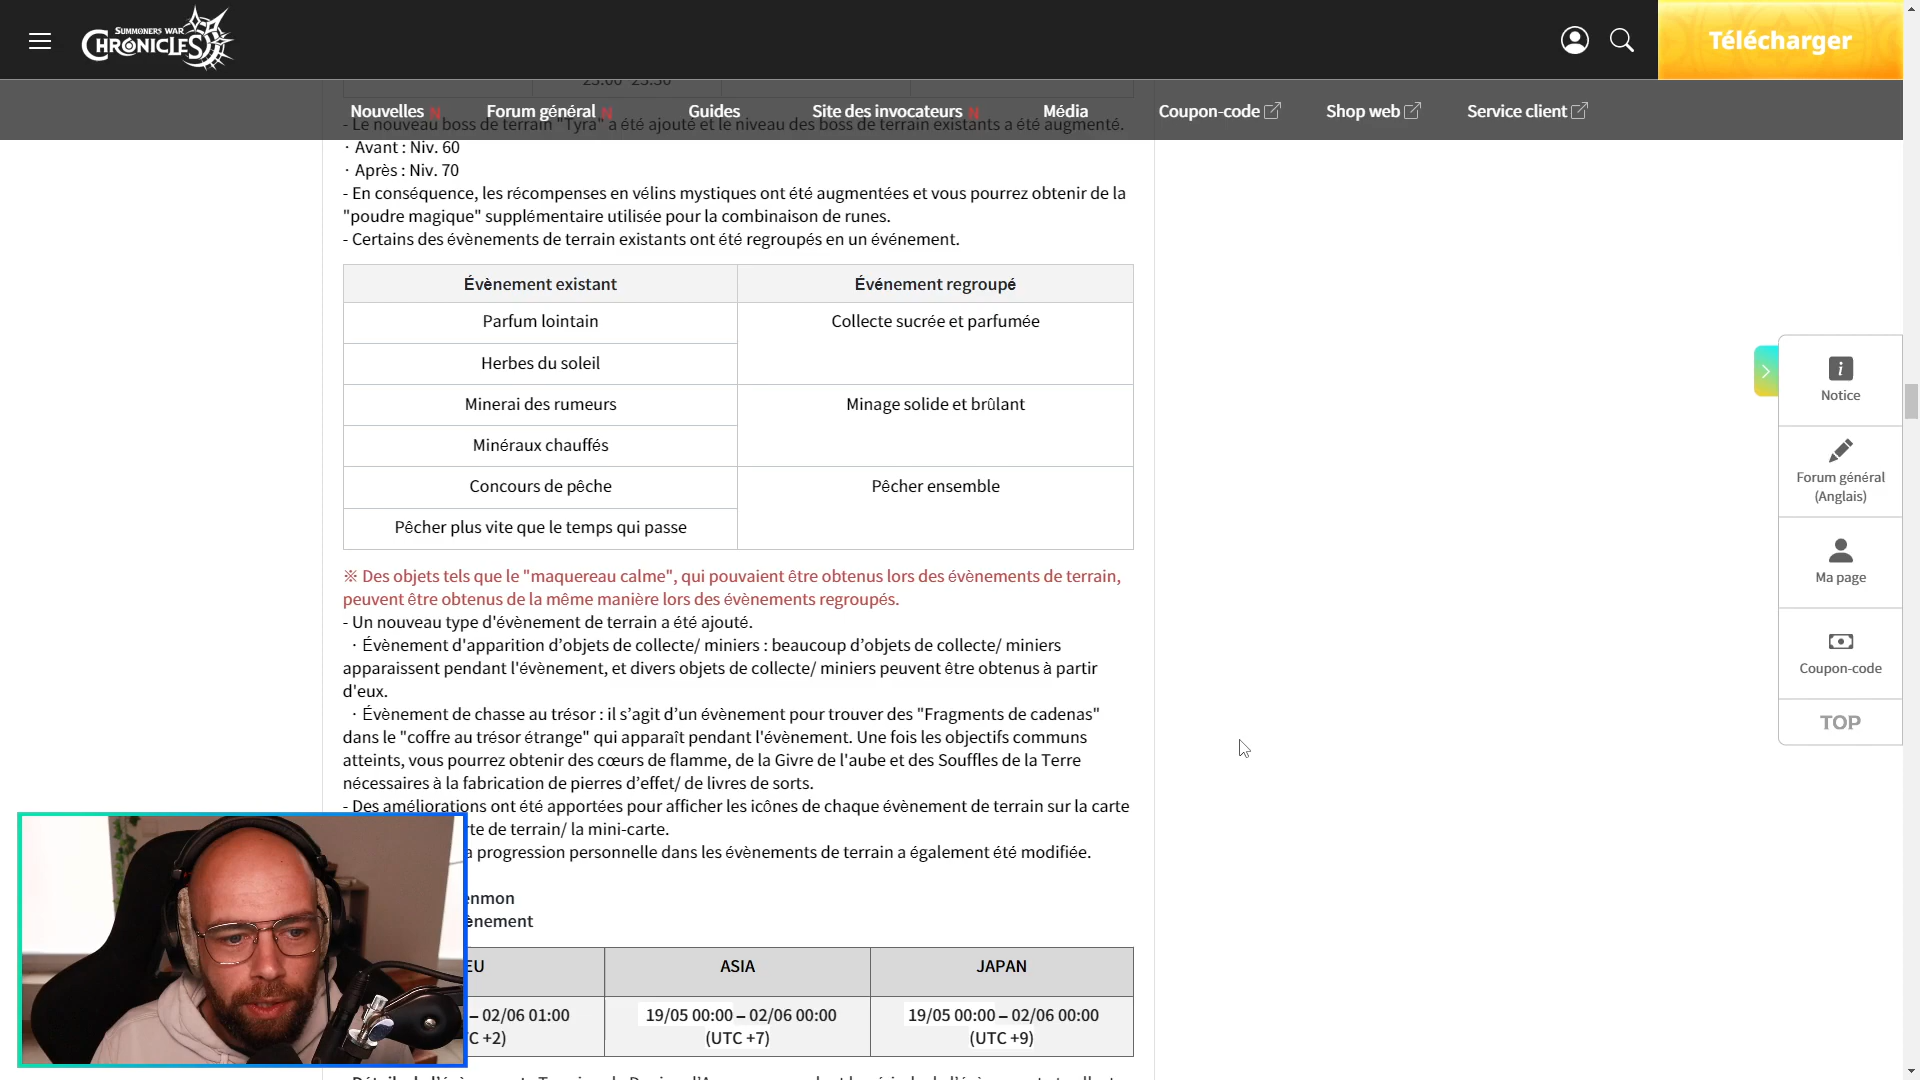 SUMMONERS WAR
CHRONICLES
Télécharger
Nouvelles N
Forum général N
Guides
Site des invocateurs N
Média
Coupon-code
Shop web
Service client
- Le nouveau boss de terrain "Tyra" a été ajouté et le niveau des boss de terrain existants a été augmenté.
· Avant : Niv. 60
· Après : Niv. 70
- En conséquence, les récompenses en vélins mystiques ont été augmentées et vous pourrez obtenir de la
"poudre magique" supplémentaire utilisée pour la combinaison de runes.
- Certains des évènements de terrain existants ont été regroupés en un événement.
Évènement existant
Événement regroupé
Parfum lointain
Collecte sucrée et parfumée
Herbes du soleil
Minerai des rumeurs
Minage solide et brûlant
Minéraux chauffés
Concours de pêche
Pêcher ensemble
Pêcher plus vite que le temps qui passe
※ Des objets tels que le "maquereau calme", qui pouvaient être obtenus lors des évènements de terrain,
peuvent être obtenus de la même manière lors des évènements regroupés.
- Un nouveau type d'évènement de terrain a été ajouté.
· Évènement d'apparition d’objets de collecte/ miniers : beaucoup d’objets de collecte/ miniers
apparaissent pendant l'évènement, et divers objets de collecte/ miniers peuvent être obtenus à partir
d'eux.
· Évènement de chasse au trésor : il s’agit d’un évènement pour trouver des "Fragments de cadenas"
dans le "coffre au trésor étrange" qui apparaît pendant l'évènement. Une fois les objectifs communs
atteints, vous pourrez obtenir des cœurs de flamme, de la Givre de l'aube et des Souffles de la Terre
nécessaires à la fabrication de pierres d’effet/ de livres de sorts.
- Des améliorations ont été apportées pour afficher les icônes de chaque évènement de terrain sur la carte
rte de terrain/ la mini-carte.
a progression personnelle dans les évènements de terrain a également été modifiée.
enmon
ènement
EU
ASIA
JAPAN
– 02/06 01:00
19/05 00:00 – 02/06 00:00
19/05 00:00 – 02/06 00:00
C +2)
(UTC +7)
(UTC +9)
Notice
Forum général
(Anglais)
Ma page
Coupon-code
TOP